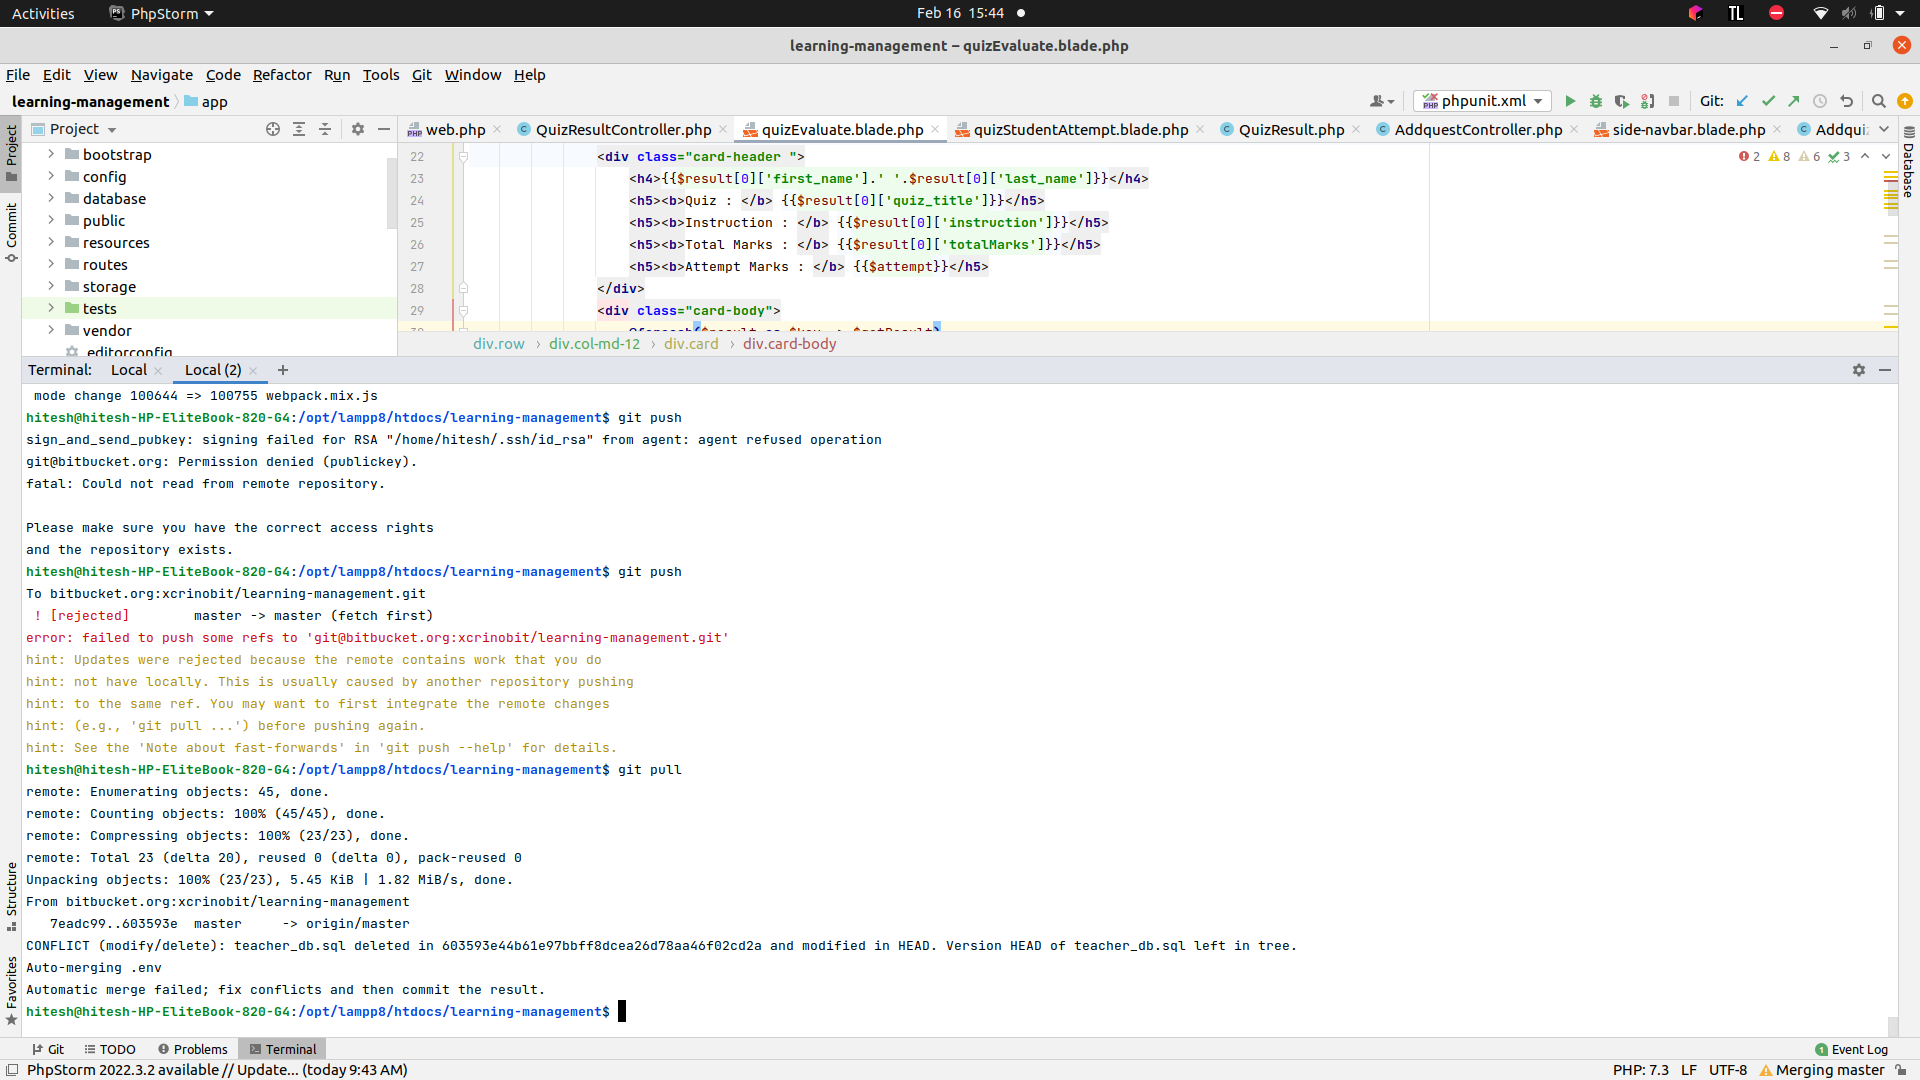 Activities PhpStorm Feb 16 15:44 TL
learning-management – quizEvaluate.blade.php
File Edit View Navigate Code Refactor Run Tools Git Window Help
learning-management app phpunit.xml Git:
Project web.php QuizResultController.php quizEvaluate.blade.php quizStudentAttempt.blade.php QuizResult.php AddquestController.php side-navbar.blade.php Addqui
Project
Commit
Structure
Favorites
Database
bootstrap
config
database
public
resources
routes
storage
tests
vendor
.editorconfig
2 8 6 3
22 <div class="card-header ">
23 <h4>{{$result[0]['first_name'].' '.$result[0]['last_name']}}</h4>
24 <h5><b>Quiz : </b> {{$result[0]['quiz_title']}}</h5>
25 <h5><b>Instruction : </b> {{$result[0]['instruction']}}</h5>
26 <h5><b>Total Marks : </b> {{$result[0]['totalMarks']}}</h5>
27 <h5><b>Attempt Marks : </b> {{$attempt}}</h5>
28 </div>
29 <div class="card-body">
30 @foreach($result as $key => $getResult)
div.row › div.col-md-12 › div.card › div.card-body
Terminal: Local Local (2) +
mode change 100644 => 100755 webpack.mix.js
hitesh@hitesh-HP-EliteBook-820-G4:/opt/lampp8/htdocs/learning-management$ git push
sign_and_send_pubkey: signing failed for RSA "/home/hitesh/.ssh/id_rsa" from agent: agent refused operation
git@bitbucket.org: Permission denied (publickey).
fatal: Could not read from remote repository.
Please make sure you have the correct access rights
and the repository exists.
hitesh@hitesh-HP-EliteBook-820-G4:/opt/lampp8/htdocs/learning-management$ git push
To bitbucket.org:xcrinobit/learning-management.git
! [rejected] master -> master (fetch first)
error: failed to push some refs to 'git@bitbucket.org:xcrinobit/learning-management.git'
hint: Updates were rejected because the remote contains work that you do
hint: not have locally. This is usually caused by another repository pushing
hint: to the same ref. You may want to first integrate the remote changes
hint: (e.g., 'git pull ...') before pushing again.
hint: See the 'Note about fast-forwards' in 'git push --help' for details.
hitesh@hitesh-HP-EliteBook-820-G4:/opt/lampp8/htdocs/learning-management$ git pull
remote: Enumerating objects: 45, done.
remote: Counting objects: 100% (45/45), done.
remote: Compressing objects: 100% (23/23), done.
remote: Total 23 (delta 20), reused 0 (delta 0), pack-reused 0
Unpacking objects: 100% (23/23), 5.45 KiB | 1.82 MiB/s, done.
From bitbucket.org:xcrinobit/learning-management
7eadc99..603593e master -> origin/master
CONFLICT (modify/delete): teacher_db.sql deleted in 603593e44b61e97bbff8dcea26d78aa46f02cd2a and modified in HEAD. Version HEAD of teacher_db.sql left in tree.
Auto-merging .env
Automatic merge failed; fix conflicts and then commit the result.
hitesh@hitesh-HP-EliteBook-820-G4:/opt/lampp8/htdocs/learning-management$
Git TODO Problems Terminal 1 Event Log
PhpStorm 2022.3.2 available // Update... (today 9:43 AM) PHP: 7.3 LF UTF-8 Merging master